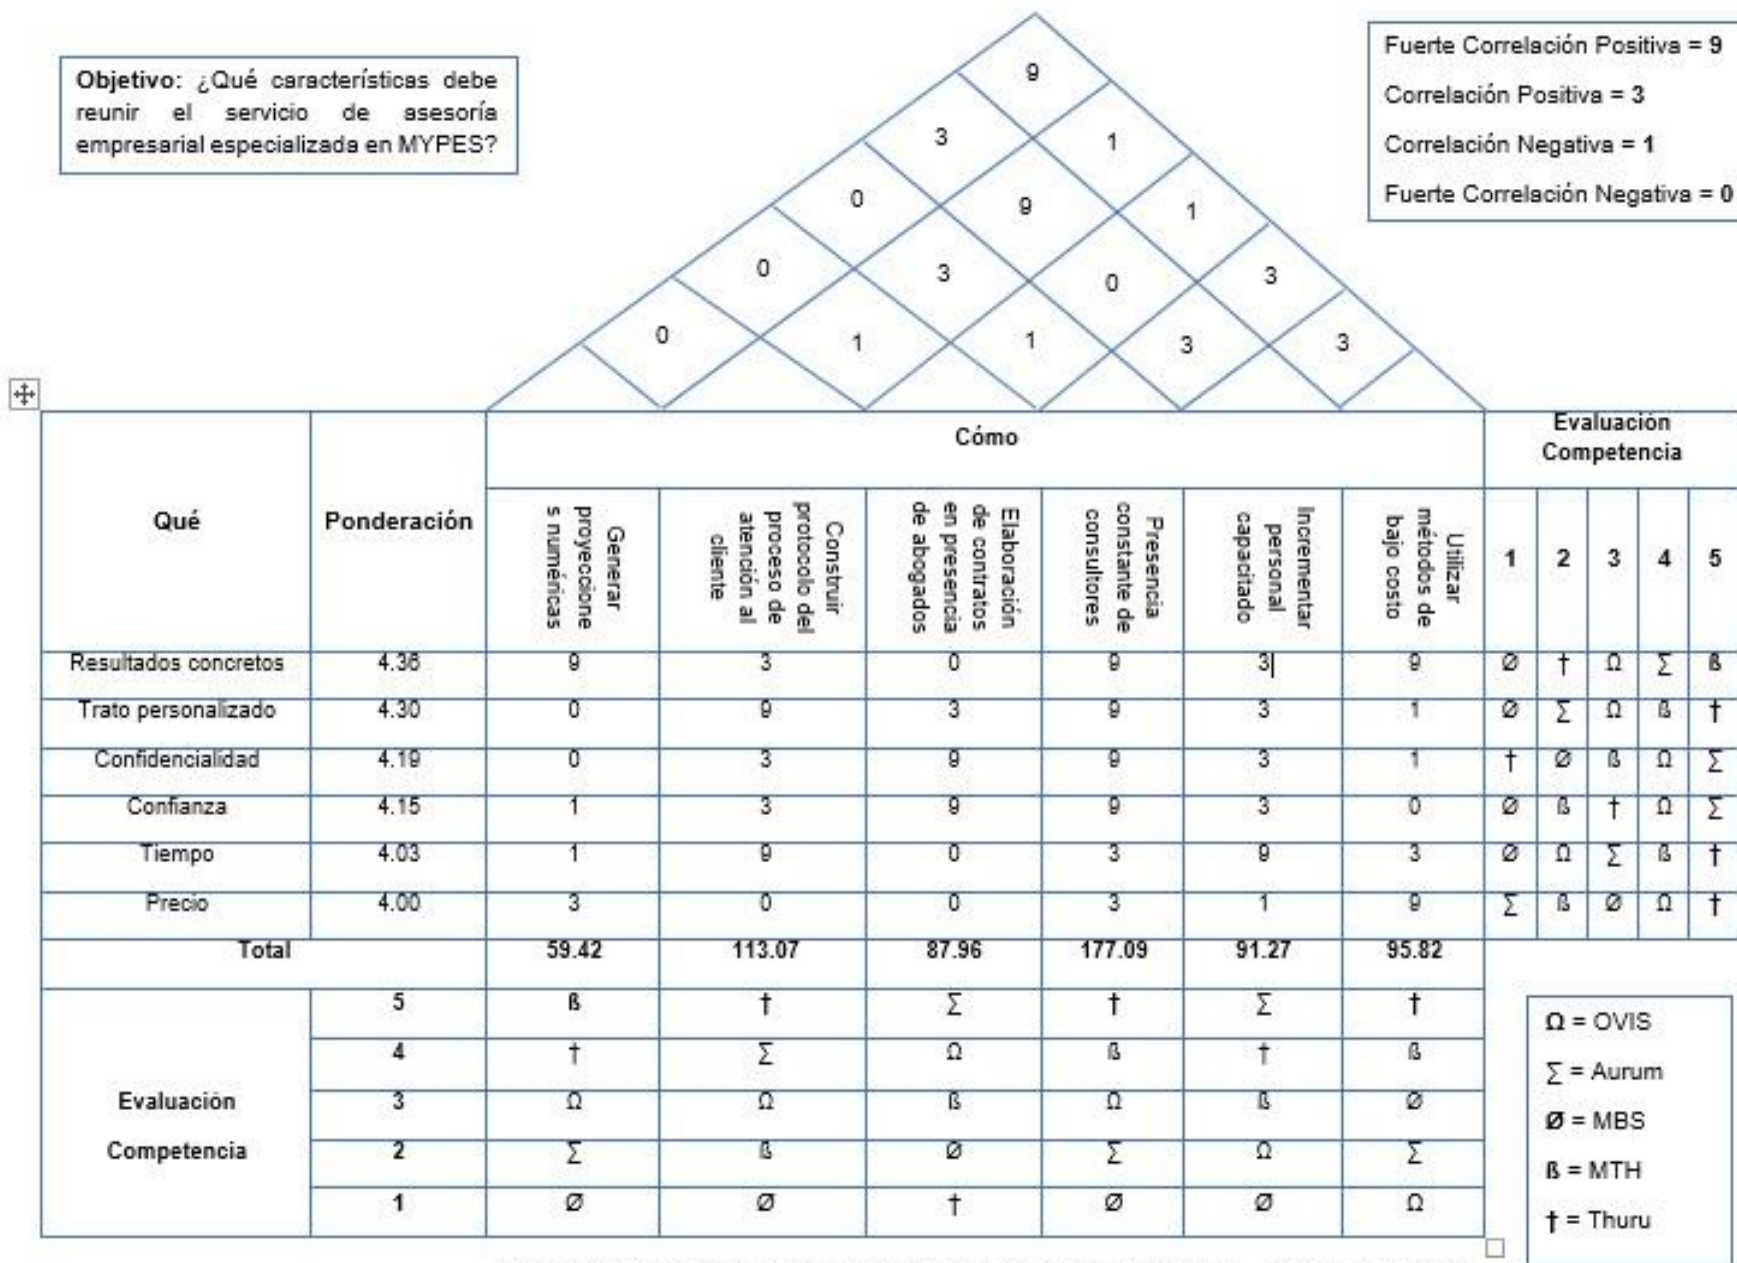 Objetivo: ¿Qué características debe
reunir el servicio de asesoría
empresarial especializada en MYPES?
Fuerte Correlación Positiva = 9
Correlación Positiva = 3
Correlación Negativa = 1
Fuerte Correlación Negativa = 0
9
3 1
0 9 1
0 3 0 3
0 1 1 3 3
Qué
Ponderación
Cómo
Evaluación
Competencia
Generar
proyeccione
s numéricas
Construir
protocolo del
proceso de
atención al
cliente
Elaboración
de contratos
en presencia
de abogados
Presencia
constante de
consultores
Incrementar
personal
capacitado
Utilizar
métodos de
bajo costo
1 2 3 4 5
Resultados concretos 4.36 9 3 0 9 3 9 Ø † Ω Σ ß
Trato personalizado 4.30 0 9 3 9 3 1 Ø Σ Ω ß †
Confidencialidad 4.19 0 3 9 9 3 1 † Ø ß Ω Σ
Confianza 4.15 1 3 9 9 3 0 Ø ß † Ω Σ
Tiempo 4.03 1 9 0 3 9 3 Ø Ω Σ ß †
Precio 4.00 3 0 0 3 1 9 Σ ß Ø Ω †
Total 59.42 113.07 87.96 177.09 91.27 95.82
Evaluación
Competencia
5 ß † Σ † Σ †
4 † Σ Ω ß † ß
3 Ω Ω ß Ω ß Ø
2 Σ ß Ø Σ Ω Σ
1 Ø Ø † Ø Ø Ω
Ω = OVIS
Σ = Aurum
Ø = MBS
ß = MTH
† = Thuru